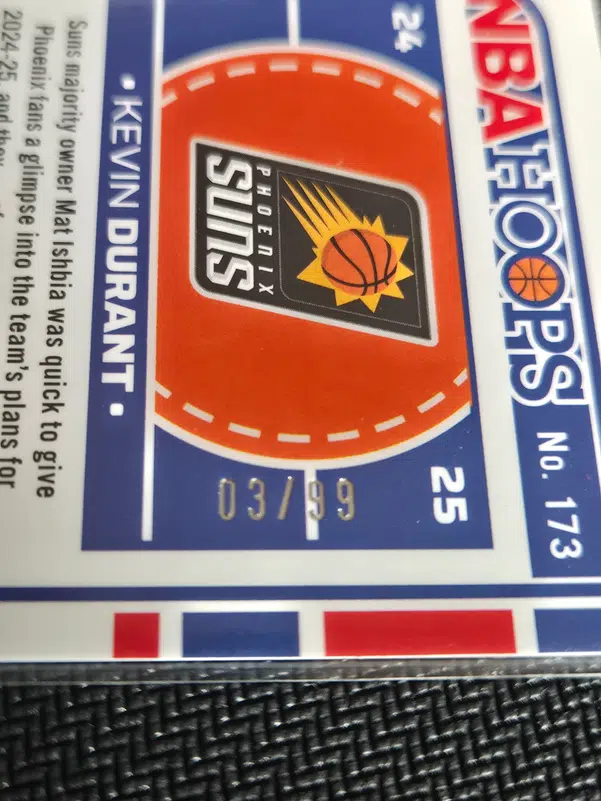 NBA HOOPS No. 173
24 25
PHOENIX
SUNS
03/99
• KEVIN DURANT •
Suns majority owner Mat Ishbia was quick to give
Phoenix fans a glimpse into the team's plans for
2024-25, and they